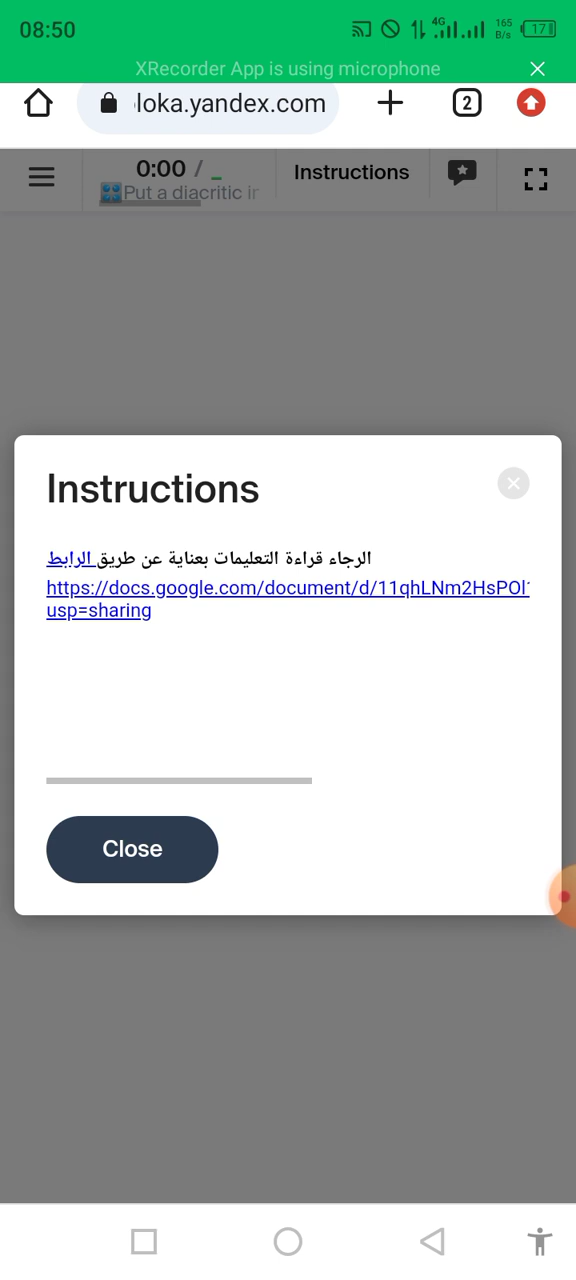 08:50
4G
165
B/s
17
XRecorder App is using microphone
loka.yandex.com
2
0:00 / _
Instructions
Put a diacritic
Instructions
الرجاء قراءة التعليمات بعناية عن طريق الرابط
https://docs.google.com/document/d/11qhLNm2HsPOl
usp=sharing
Close